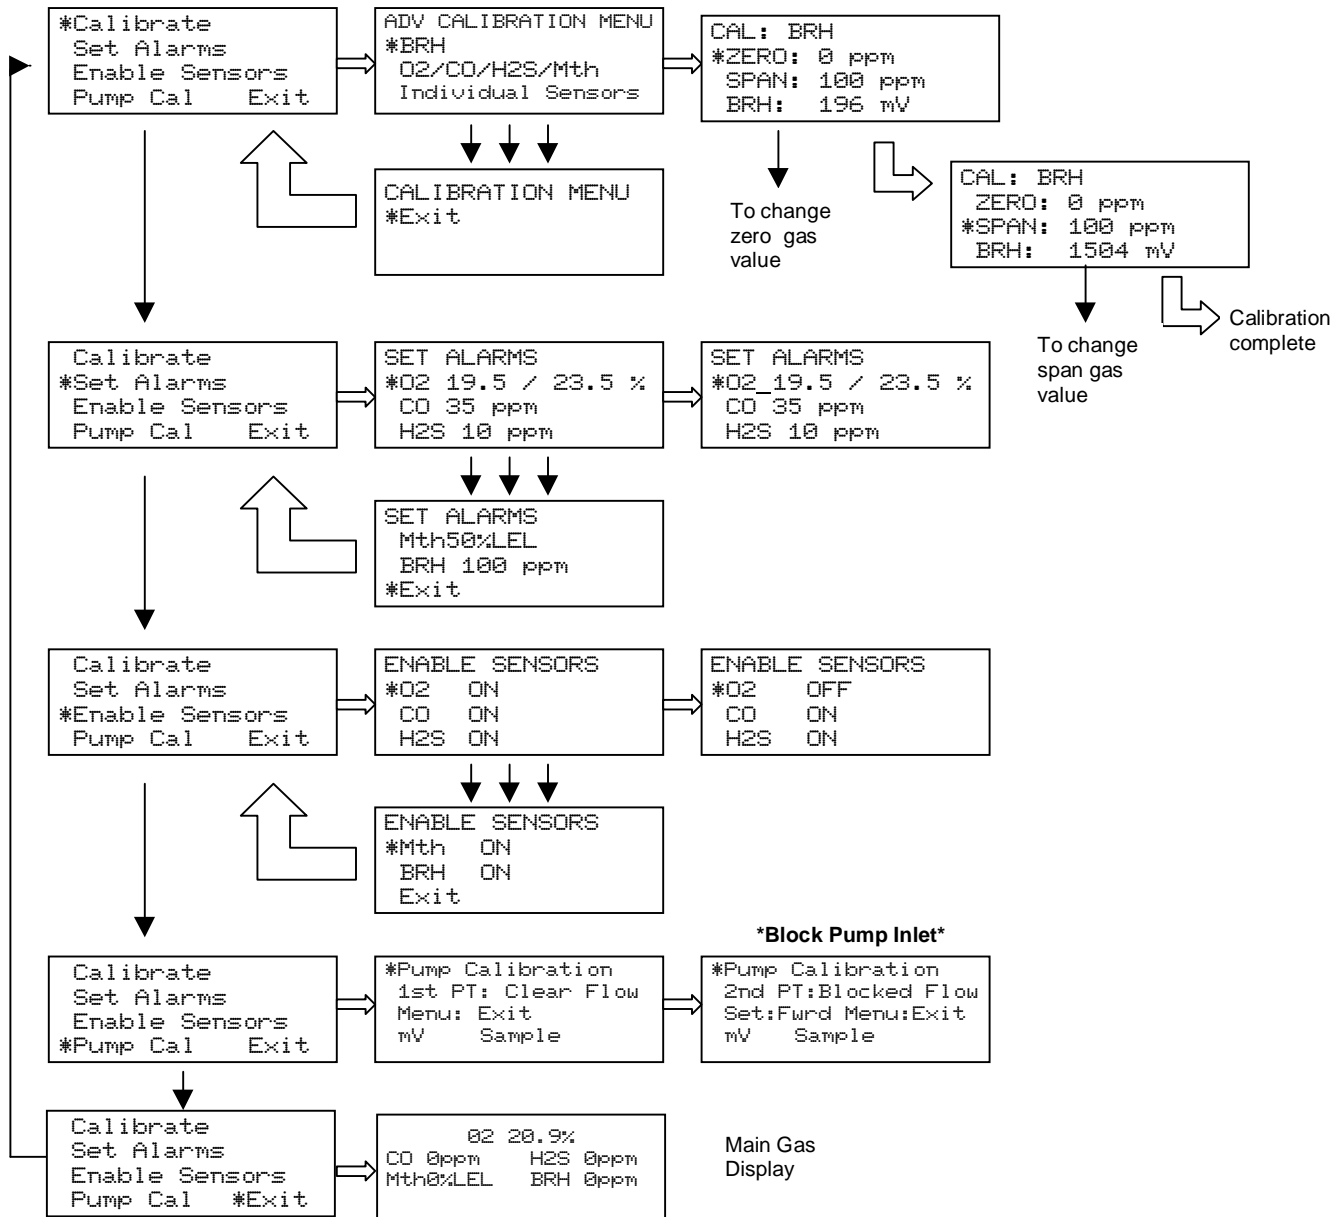 *Calibrate
Set Alarms
Enable Sensors
Pump Cal Exit
ADV CALIBRATION MENU
*BRH
O2/CO/H2S/Mth
Individual Sensors
CAL: BRH
*ZERO: 0 ppm
SPAN: 100 ppm
BRH: 196 mV
CALIBRATION MENU
*Exit
To change
zero gas
value
CAL: BRH
ZERO: 0 ppm
*SPAN: 100 ppm
BRH: 1504 mV
To change
span gas
value
Calibration
complete
Calibrate
*Set Alarms
Enable Sensors
Pump Cal Exit
SET ALARMS
*O2 19.5 / 23.5 %
CO 35 ppm
H2S 10 ppm
SET ALARMS
*O2_19.5 / 23.5 %
CO 35 ppm
H2S 10 ppm
SET ALARMS
Mth50%LEL
BRH 100 ppm
*Exit
Calibrate
Set Alarms
*Enable Sensors
Pump Cal Exit
ENABLE SENSORS
*O2 ON
CO ON
H2S ON
ENABLE SENSORS
*O2 OFF
CO ON
H2S ON
ENABLE SENSORS
*Mth ON
BRH ON
Exit
Calibrate
Set Alarms
Enable Sensors
*Pump Cal Exit
*Pump Calibration
1st PT: Clear Flow
Menu: Exit
mV Sample
*Block Pump Inlet*
*Pump Calibration
2nd PT:Blocked Flow
Set:Fwrd Menu:Exit
mV Sample
Calibrate
Set Alarms
Enable Sensors
Pump Cal *Exit
02 20.9%
CO 0ppm H2S 0ppm
Mth0%LEL BRH 0ppm
Main Gas
Display